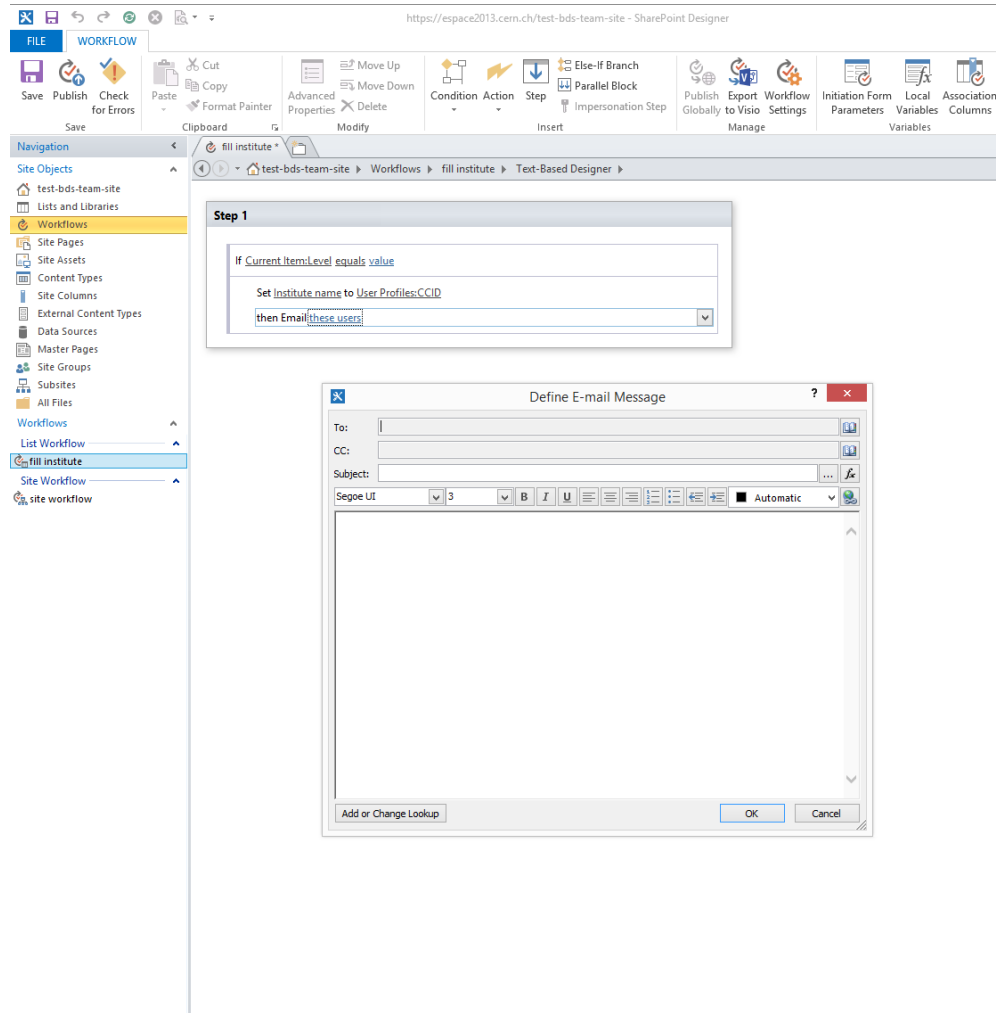 https://espace2013.cern.ch/test-bds-team-site - SharePoint Designer
FILE WORKFLOW
Save Publish Check for Errors
Paste
Cut
Copy
Format Painter
Advanced Properties
Move Up
Move Down
Delete
Condition Action Step
Else-If Branch
Parallel Block
Impersonation Step
Publish Globally Export to Visio Workflow Settings
Initiation Form Parameters Local Variables Association Columns
Save Clipboard Modify Insert Manage Variables
Navigation
Site Objects
test-bds-team-site
Lists and Libraries
Workflows
Site Pages
Site Assets
Content Types
Site Columns
External Content Types
Data Sources
Master Pages
Site Groups
Subsites
All Files
Workflows
List Workflow
fill institute
Site Workflow
site workflow
fill institute *
test-bds-team-site Workflows fill institute Text-Based Designer
Step 1
If Current Item:Level equals value
Set Institute name to User Profiles:CCID
then Email these users
Define E-mail Message ?
To:
CC:
Subject: ... fx
Segoe UI 3 B I U Automatic
Add or Change Lookup OK Cancel